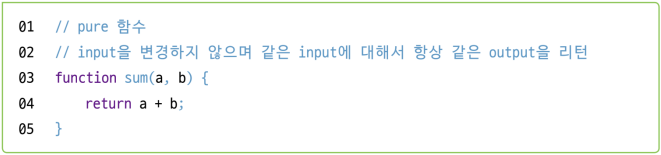 01 // pure 함수
02 // input을 변경하지 않으며 같은 input에 대해서 항상 같은 output을 리턴
03 function sum(a, b) {
04     return a + b;
05 }